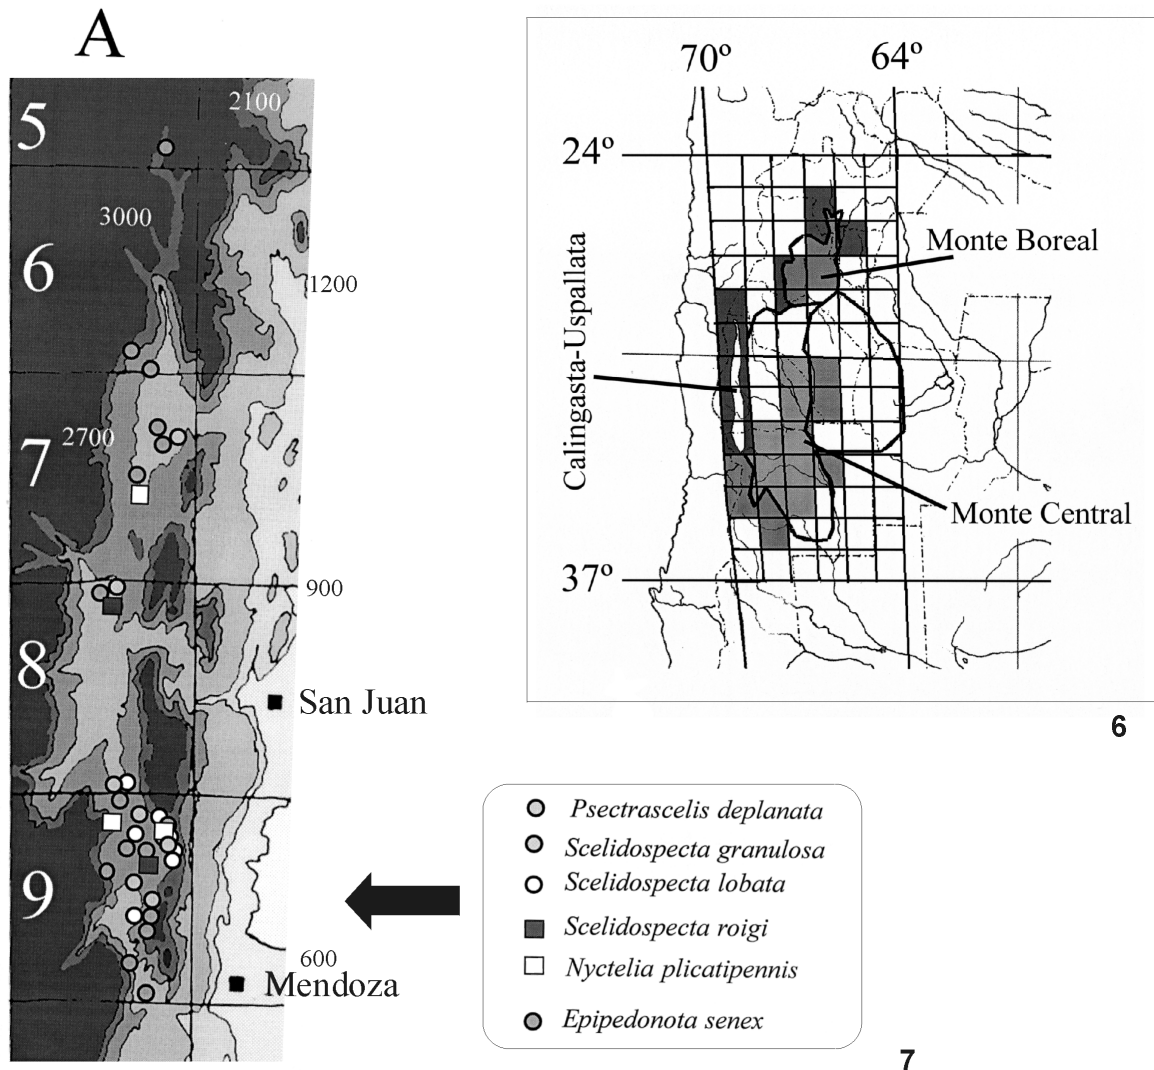 A
5
2100
3000
6
1200
7
2700
900
8
San Juan
9
600
Mendoza
70º
64º
24º
Monte Boreal
Calingasta-Uspallata
Monte Central
37º
6
Psectrascelis deplanata
Scelidospecta granulosa
Scelidospecta lobata
Scelidospecta roigi
Nyctelia plicatipennis
Epipedonota senex
7